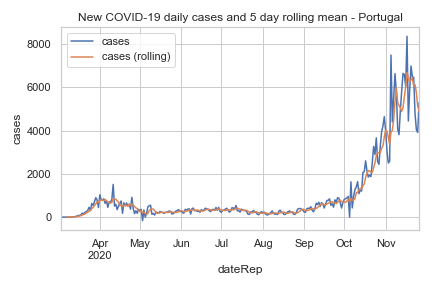 New COVID-19 daily cases and 5 day rolling mean - Portugal
cases
cases (rolling)
8000
6000
4000
2000
0
cases
Apr May Jun Jul Aug Sep Oct Nov
2020
dateRep